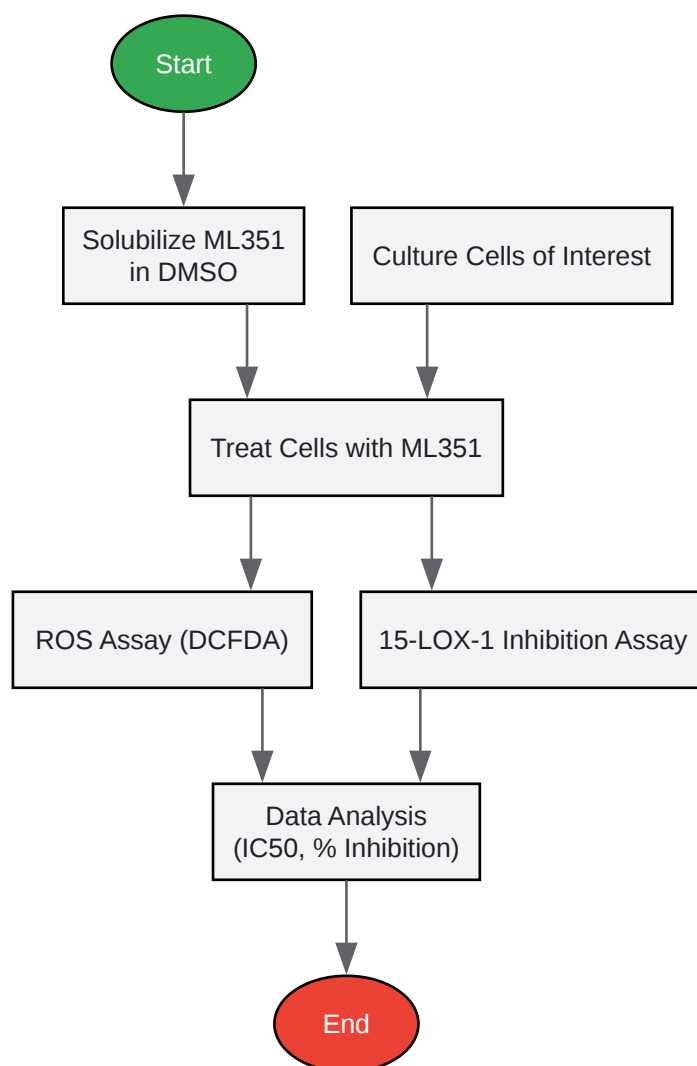 Start
Solubilize ML351
in DMSO
Culture Cells of Interest
Treat Cells with ML351
ROS Assay (DCFDA)
15-LOX-1 Inhibition Assay
Data Analysis
(IC50, % Inhibition)
End